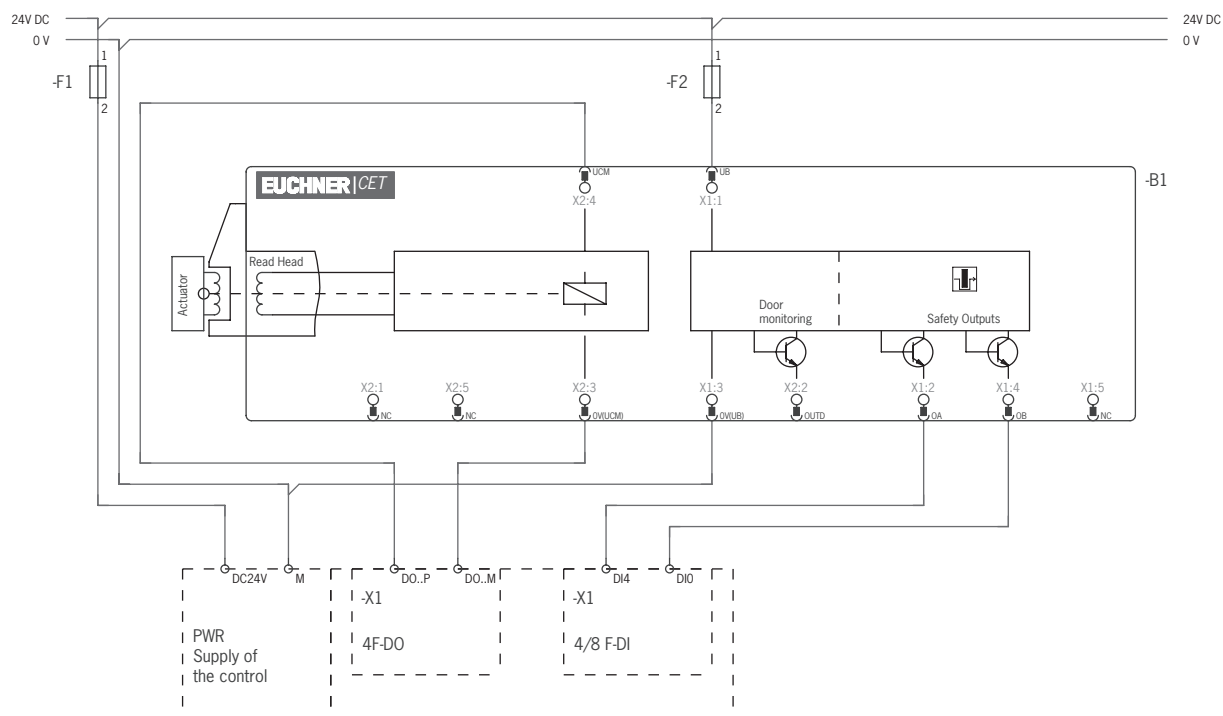 24V DC
24V DC
0 V
0 V
1
1
-F1
-F2
2
2
UCM
UB
EUCHNER CET
-B1
X2:4
X1:1
Read Head
Actuator
Door
monitoring
Safety Outputs
X2:1
X2:5
X2:3
X1:3
X2:2
X1:2
X1:4
X1:5
NC
NC
0V(UCM)
0V(UB)
OUTD
OA
OB
NC
DC24V
M
DO..P
DO..M
DI4
DI0
-X1
-X1
PWR
Supply of
the control
4F-DO
4/8 F-DI